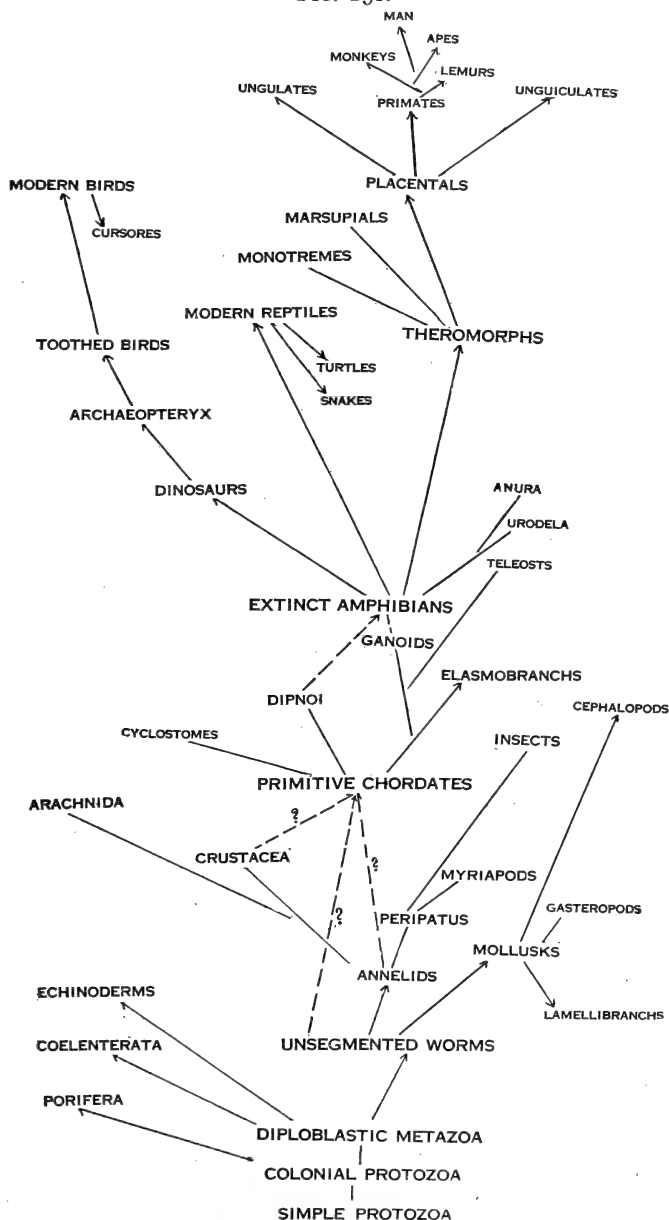 MAN
APES
MONKEYS
LEMURS
UNGULATES
PRIMATES
UNGUICULATES
MODERN BIRDS
PLACENTALS
MARSUPIALS
CURSORES
MONOTREMES
MODERN REPTILES
TOOTHED BIRDS
THEROMORPHS
TURTLES
SNAKES
ARCHAEOPTERYX
DINOSAURS
ANURA
URODELA
TELEOSTS
EXTINCT AMPHIBIANS
GANOIDS
ELASMOBRANCHS
DIPNOI
CEPHALOPODS
CYCLOSTOMES
INSECTS
PRIMITIVE CHORDATES
ARACHNIDA
?
CRUSTACEA
?
MYRIAPODS
?
PERIPATUS
GASTEROPODS
MOLLUSKS
ANNELIDS
ECHINODERMS
LAMELLIBRANCHS
COELENTERATA
UNSEGMENTED WORMS
PORIFERA
DIPLOBLASTIC METAZOA
COLONIAL PROTOZOA
SIMPLE PROTOZOA